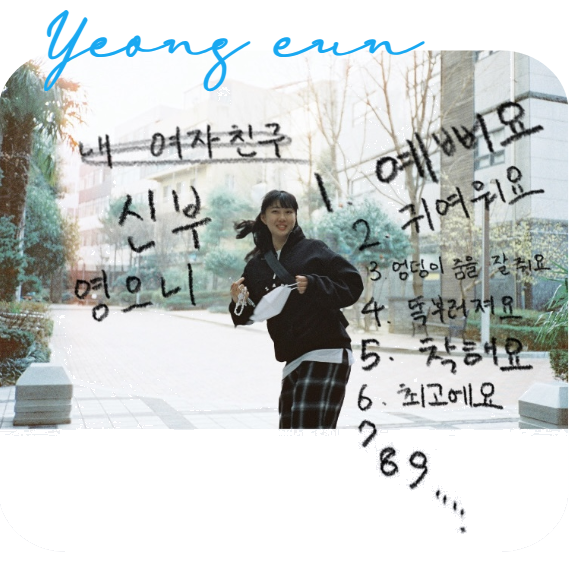 Yeong eun
내 여자친구
신부
영으니
1. 예뻐요
2. 귀여워요
3 엉덩이 춤을 잘춰요
4. 똑부러져요
5. 착해요
6. 최고에요
7
8 9 .....